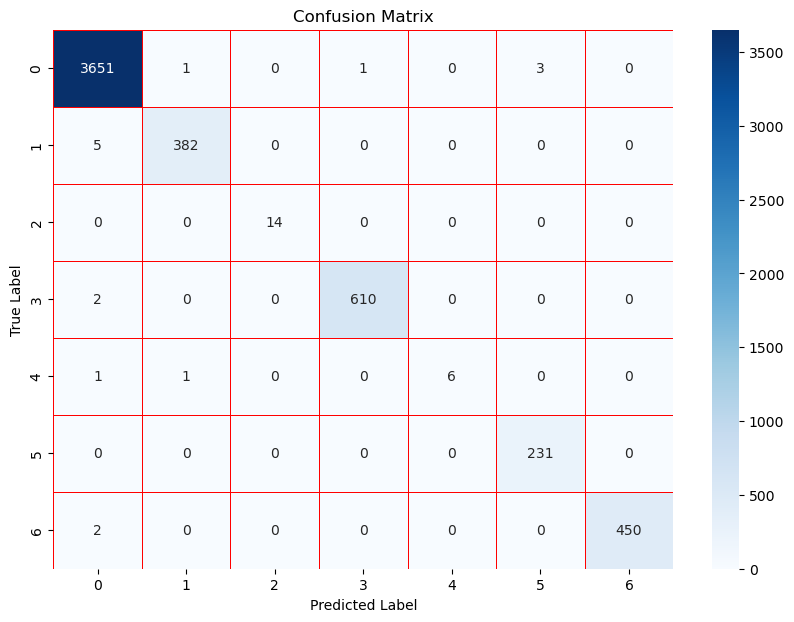 Confusion Matrix
0 3651 1 0 1 0 3 0
1 5 382 0 0 0 0 0
2 0 0 14 0 0 0 0
3 2 0 0 610 0 0 0
4 1 1 0 0 6 0 0
5 0 0 0 0 0 231 0
6 2 0 0 0 0 0 450
0 1 2 3 4 5 6
Predicted Label
True Label
3500
3000
2500
2000
1500
1000
500
0